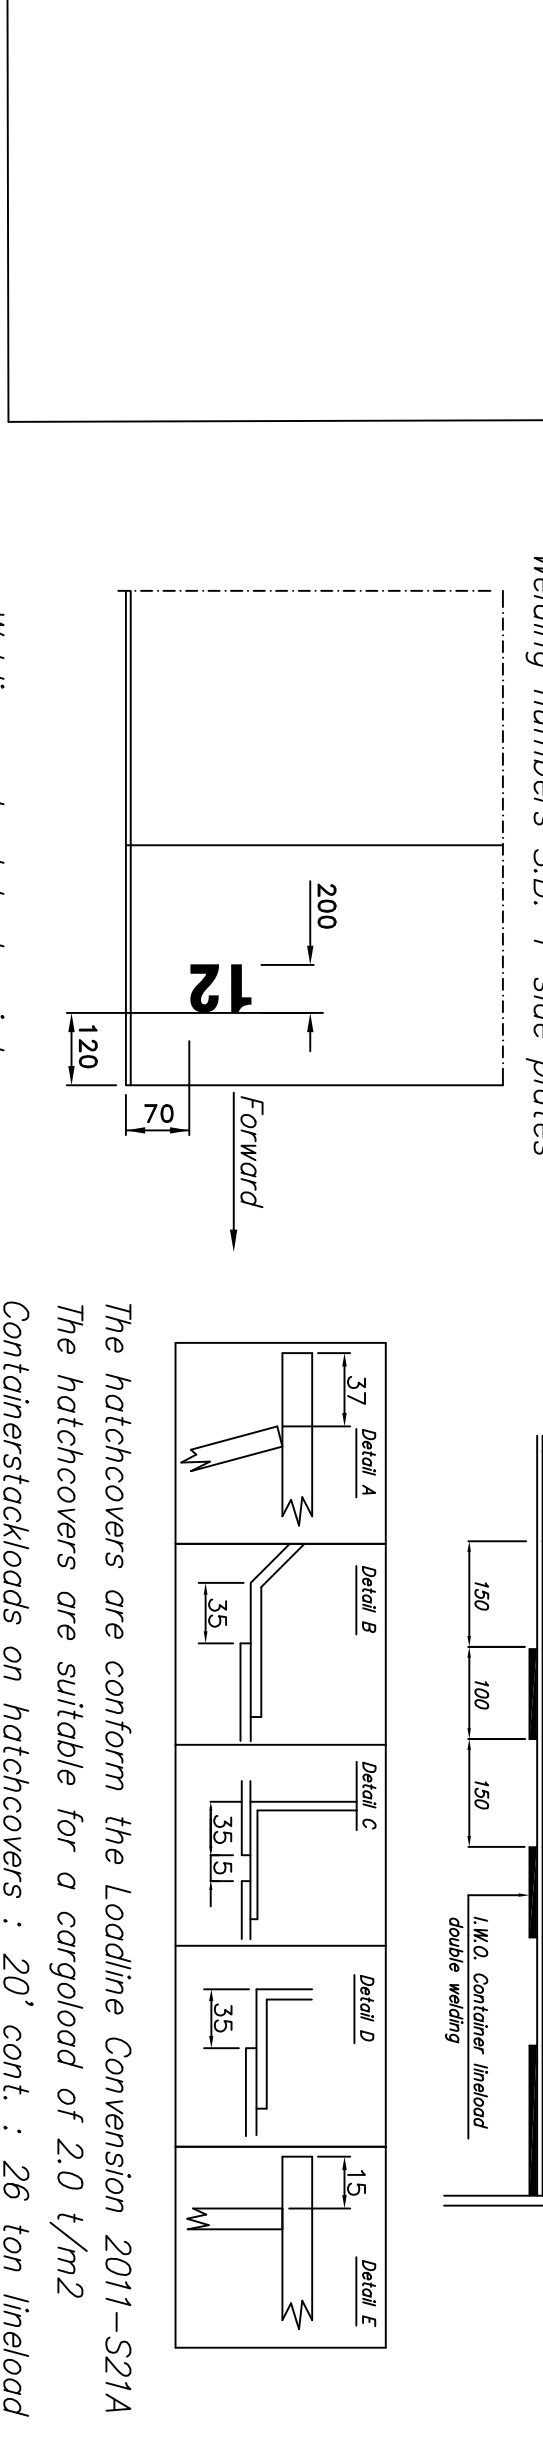 Welding numbers S.B. side plates
150
100
150
I.W.O. Container lineload
double welding
200
12
120
70
Forward
Detail A
37
Detail B
35
Detail C
35
15
Detail D
35
Detail E
15
The hatchcovers are conform the Loadline Convension 2011-S21A
The hatchcovers are suitable for a cargoload of 2.0 t/m2
Containerstackloads on hatchcovers : 20' cont. : 26 ton lineload